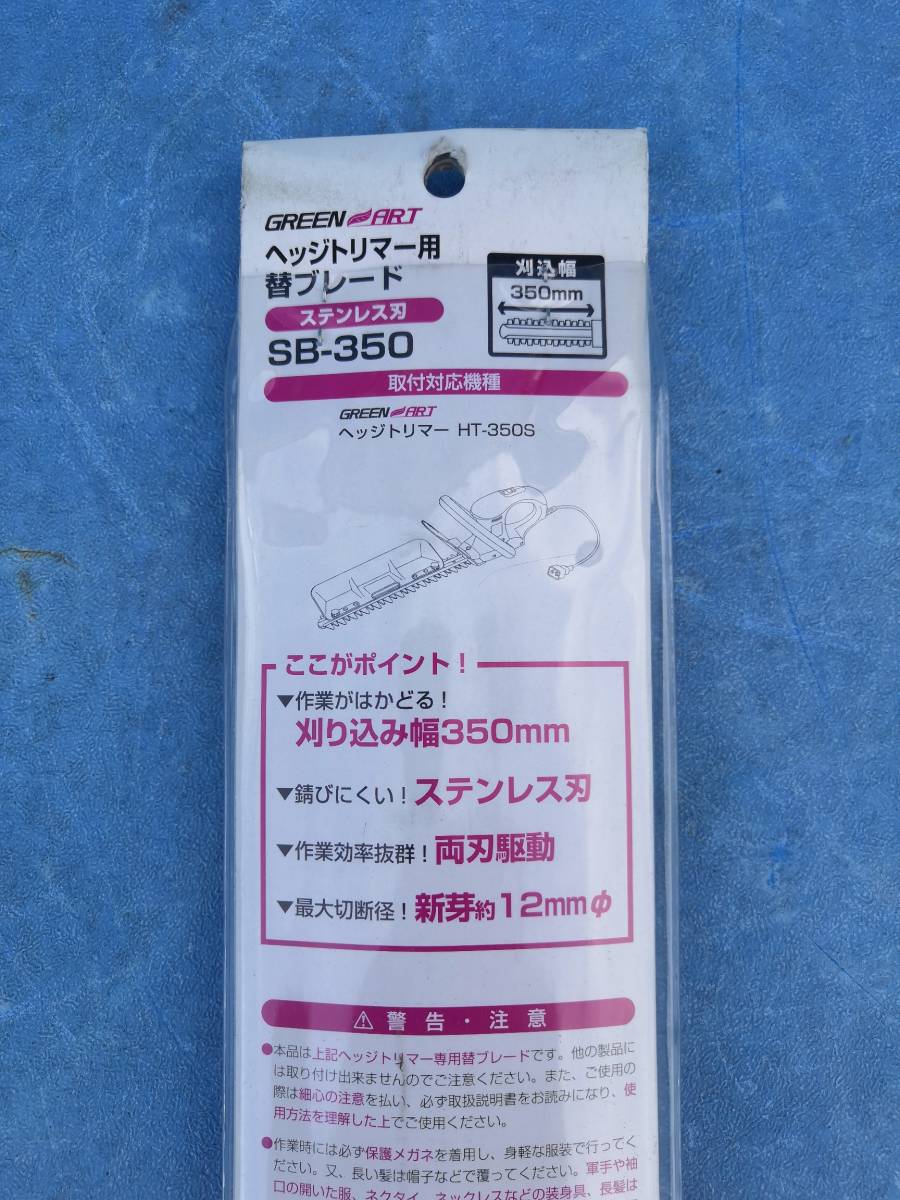 GREEN ART
ヘッジトリマー用
替ブレード
ステンレス刃
SB-350
刈込幅
350mm
取付対応機種
GREEN ART
ヘッジトリマー HT-350S
ここがポイント!
▼作業がはかどる!
刈り込み幅350mm
▼錆びにくい!ステンレス刃
▼作業効率抜群!両刃駆動
▼最大切断径!新芽約12mmφ
⚠警告・注意
●本品は上記ヘッジトリマー専用替ブレードです。他の製品に
は取り付け出来ませんのでご注意ください。また、ご使用の
際は細心の注意を払い、必ず取扱説明書をお読みになり、使
用方法を理解した上でご使用ください。
●作業時には必ず保護メガネを着用し、身軽な服装で行ってく
ださい。又、長い髪は帽子などで覆ってください。軍手や袖
口の開いた服、ネクタイ、ネックレスなどの装身具、長髪は